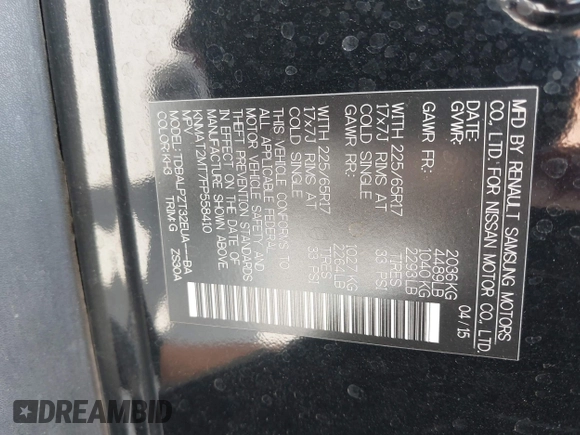 MFD BY RENAULT SAMSUNG MOTORS
CO., LTD. FOR NISSAN MOTOR CO., LTD.
04/15
GVWR: 2036KG
4489LB
GAWR FR: 1040KG
2293LB
WITH 225/65R17 TIRES
17x7J RIMS AT 33 PSI
COLD SINGLE
GAWR RR: 1027KG
2264LB
WITH 225/65R17 TIRES
17x7J RIMS AT 33 PSI
COLD SINGLE
THIS VEHICLE CONFORMS TO
ALL APPLICABLE FEDERAL
MOTOR VEHICLE SAFETY AND
THEFT PREVENTION STANDARDS
IN EFFECT ON THE DATE OF
MANUFACTURE SHOWN ABOVE.
KNMAT2MT7FP558410
MPV
MODEL: TDBALPZT32EUA----BA
COLOR:KH3 TRIM:G ZS30A
DREAMBID